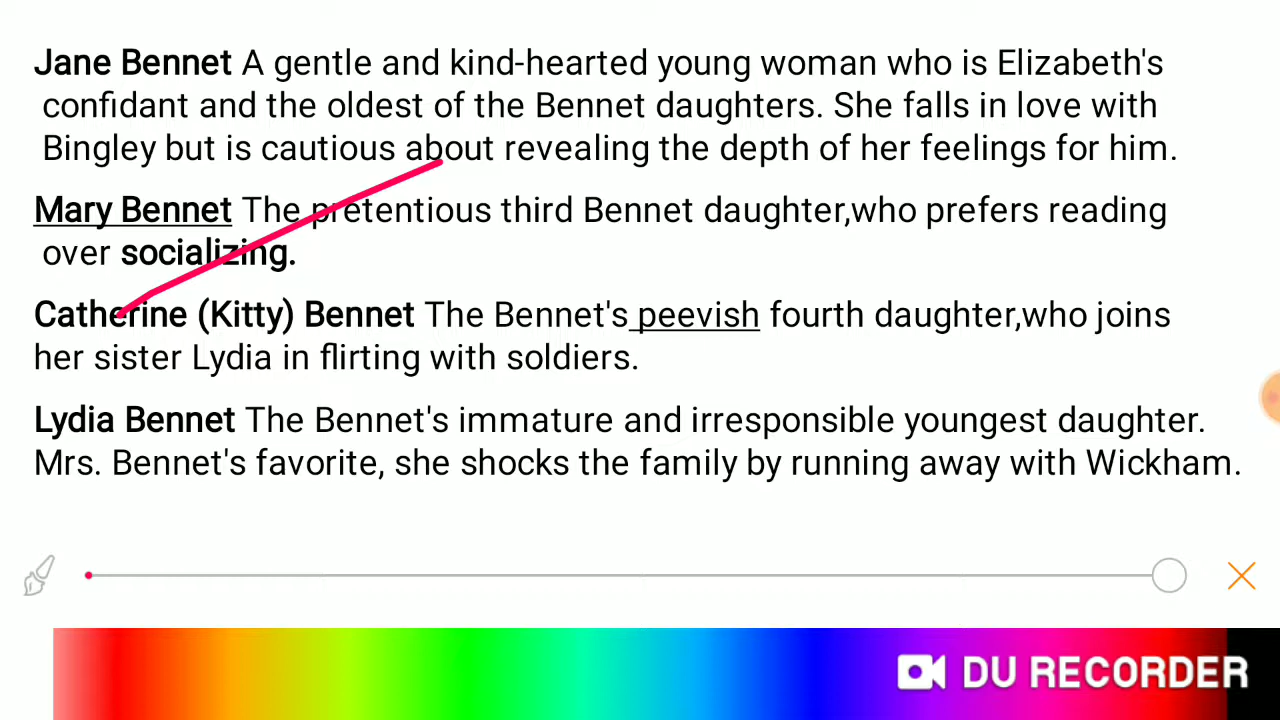 Jane Bennet A gentle and kind-hearted young woman who is Elizabeth's
confidant and the oldest of the Bennet daughters. She falls in love with
Bingley but is cautious about revealing the depth of her feelings for him.
Mary Bennet The pretentious third Bennet daughter,who prefers reading
over socializing.
Catherine (Kitty) Bennet The Bennet's peevish fourth daughter,who joins
her sister Lydia in flirting with soldiers.
Lydia Bennet The Bennet's immature and irresponsible youngest daughter.
Mrs. Bennet's favorite, she shocks the family by running away with Wickham.
DU RECORDER